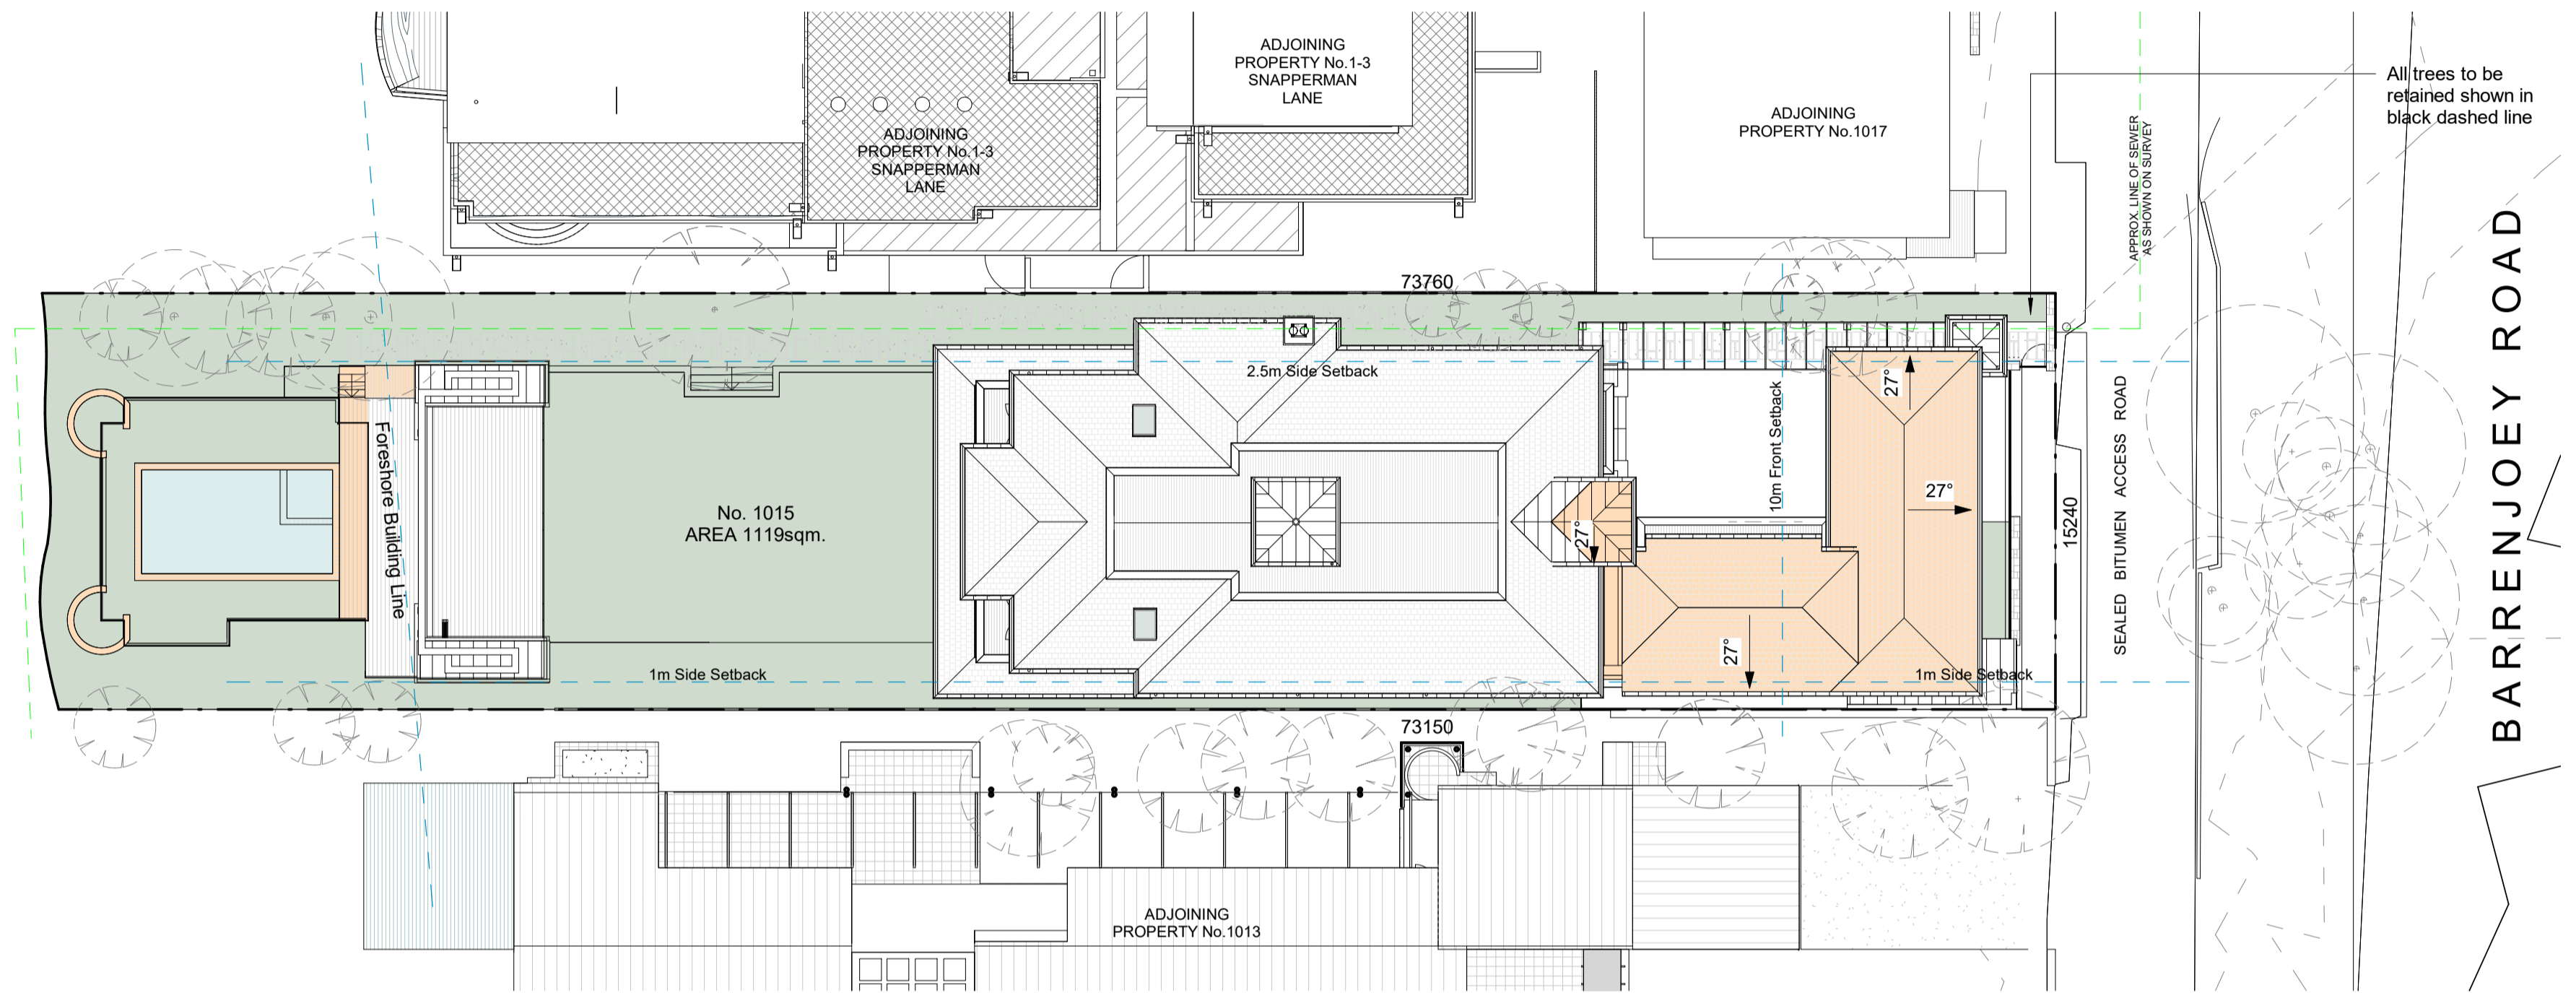 ADJOINING
PROPERTY No.1-3
SNAPPERMAN
LANE
ADJOINING
PROPERTY No.1-3
SNAPPERMAN
LANE
ADJOINING
PROPERTY No.1017
All trees to be
retained shown in
black dashed line
APPROX. LINE OF SEWER
AS SHOWN ON SURVEY
BARRENJOEY ROAD
73760
2.5m Side Setback
27°
10m Front Setback
SEALED BITUMEN ACCESS ROAD
Foreshore Building Line
No. 1015
AREA 1119sqm.
27°
27°
15240
27°
1m Side Setback
1m Side Setback
73150
ADJOINING
PROPERTY No.1013